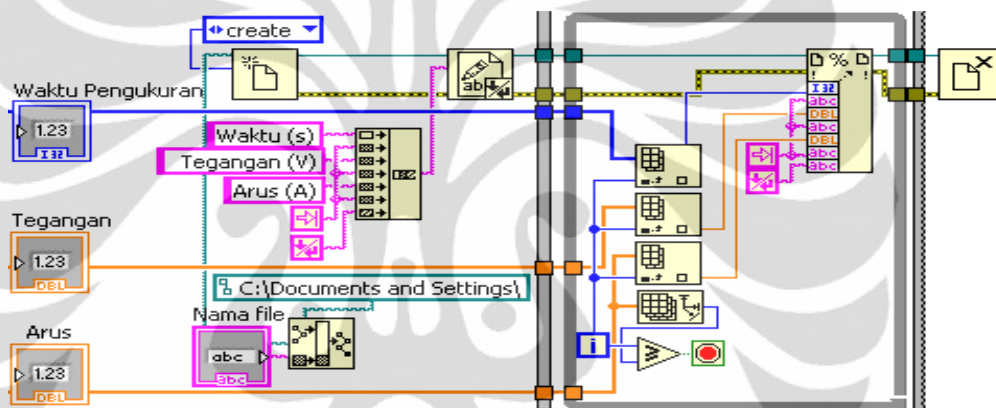 create
Waktu Pengukuran
1.23
I32
Waktu (s)
Tegangan (V)
Arus (A)
Tegangan
1.23
DBL
C:\Documents and Settings\
Nama file
abc
abc
Arus
1.23
DBL
ab
%
I32
abc
DBL
abc
DBL
abc
abc
i